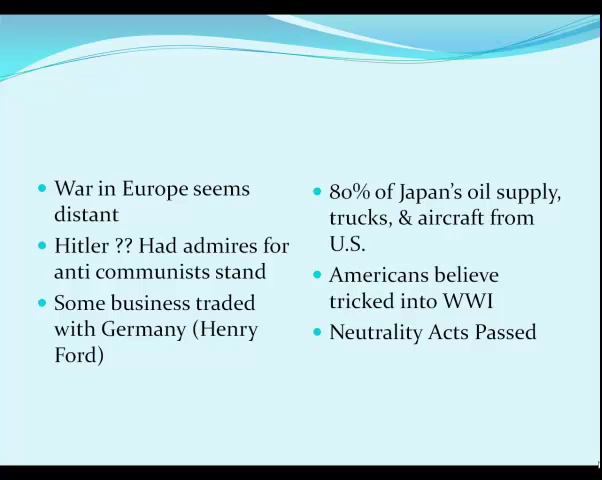 War in Europe seems
distant
Hitler ?? Had admires for
anti communists stand
Some business traded
with Germany (Henry
Ford)
80% of Japan's oil supply,
trucks, & aircraft from
U.S.
Americans believe
tricked into WWI
Neutrality Acts Passed